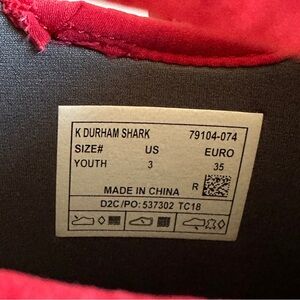 K DURHAM SHARK 79104-074
SIZE# US EURO
YOUTH 3 35
MADE IN CHINA R
D2C/PO: 537302 TC18